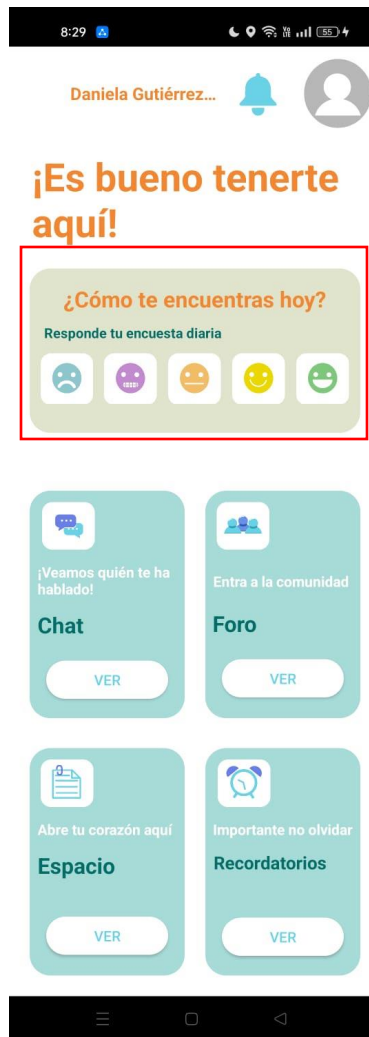 8:29
55
Daniela Gutiérrez...
¡Es bueno tenerte
aquí!
¿Cómo te encuentras hoy?
Responde tu encuesta diaria
¡Veamos quién te ha
hablado!
Chat
VER
Entra a la comunidad
Foro
VER
Abre tu corazón aquí
Espacio
VER
Importante no olvidar
Recordatorios
VER